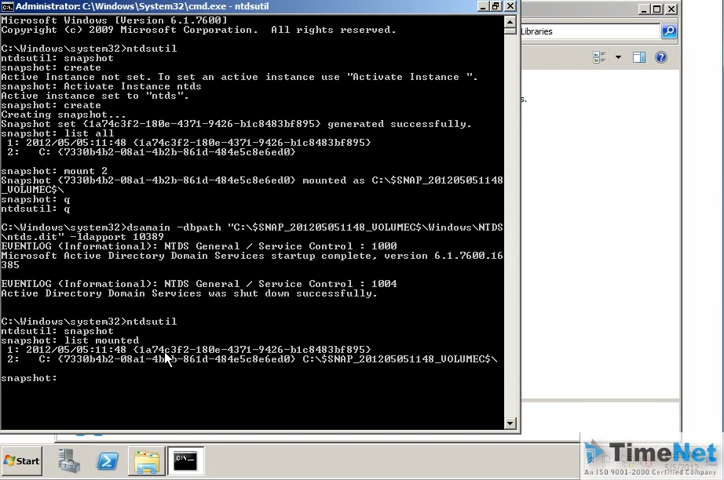 Administrator: C:\Windows\System32\cmd.exe - ntdsutil
Microsoft Windows [Version 6.1.7600]
Copyright (c) 2009 Microsoft Corporation.  All rights reserved.
C:\Windows\system32>ntdsutil
ntdsutil: snapshot
snapshot: create
Active Instance not set. To set an active instance use "Activate Instance ".
snapshot: Activate Instance ntds
Active instance set to "ntds".
snapshot: create
Creating snapshot...
Snapshot set {1a74c3f2-180e-4371-9426-b1c8483bf895} generated successfully.
snapshot: list all
1: 2012/05/05:11:48 {1a74c3f2-180e-4371-9426-b1c8483bf895}
2: C: {7330b4b2-08a1-4b2b-861d-484e5c8e6ed0}
snapshot: mount 2
Snapshot {7330b4b2-08a1-4b2b-861d-484e5c8e6ed0} mounted as C:\$SNAP_201205051148
_VOLUMEC$\
snapshot: q
ntdsutil: q
C:\Windows\system32>dsamain -dbpath "C:\$SNAP_201205051148_VOLUMEC$\Windows\NTDS
\ntds.dit" -ldapport 10389
EVENTLOG (Informational): NTDS General / Service Control : 1000
Microsoft Active Directory Domain Services startup complete, version 6.1.7600.16
385
EVENTLOG (Informational): NTDS General / Service Control : 1004
Active Directory Domain Services was shut down successfully.
C:\Windows\system32>ntdsutil
ntdsutil: snapshot
snapshot: list mounted
1: 2012/05/05:11:48 {1a74c3f2-180e-4371-9426-b1c8483bf895}
2: C: {7330b4b2-08a1-4b2b-861d-484e5c8e6ed0} C:\$SNAP_201205051148_VOLUMEC$\
snapshot:
Libraries
s.
Start
TimeNet
An ISO 9001-2000 Certified Company